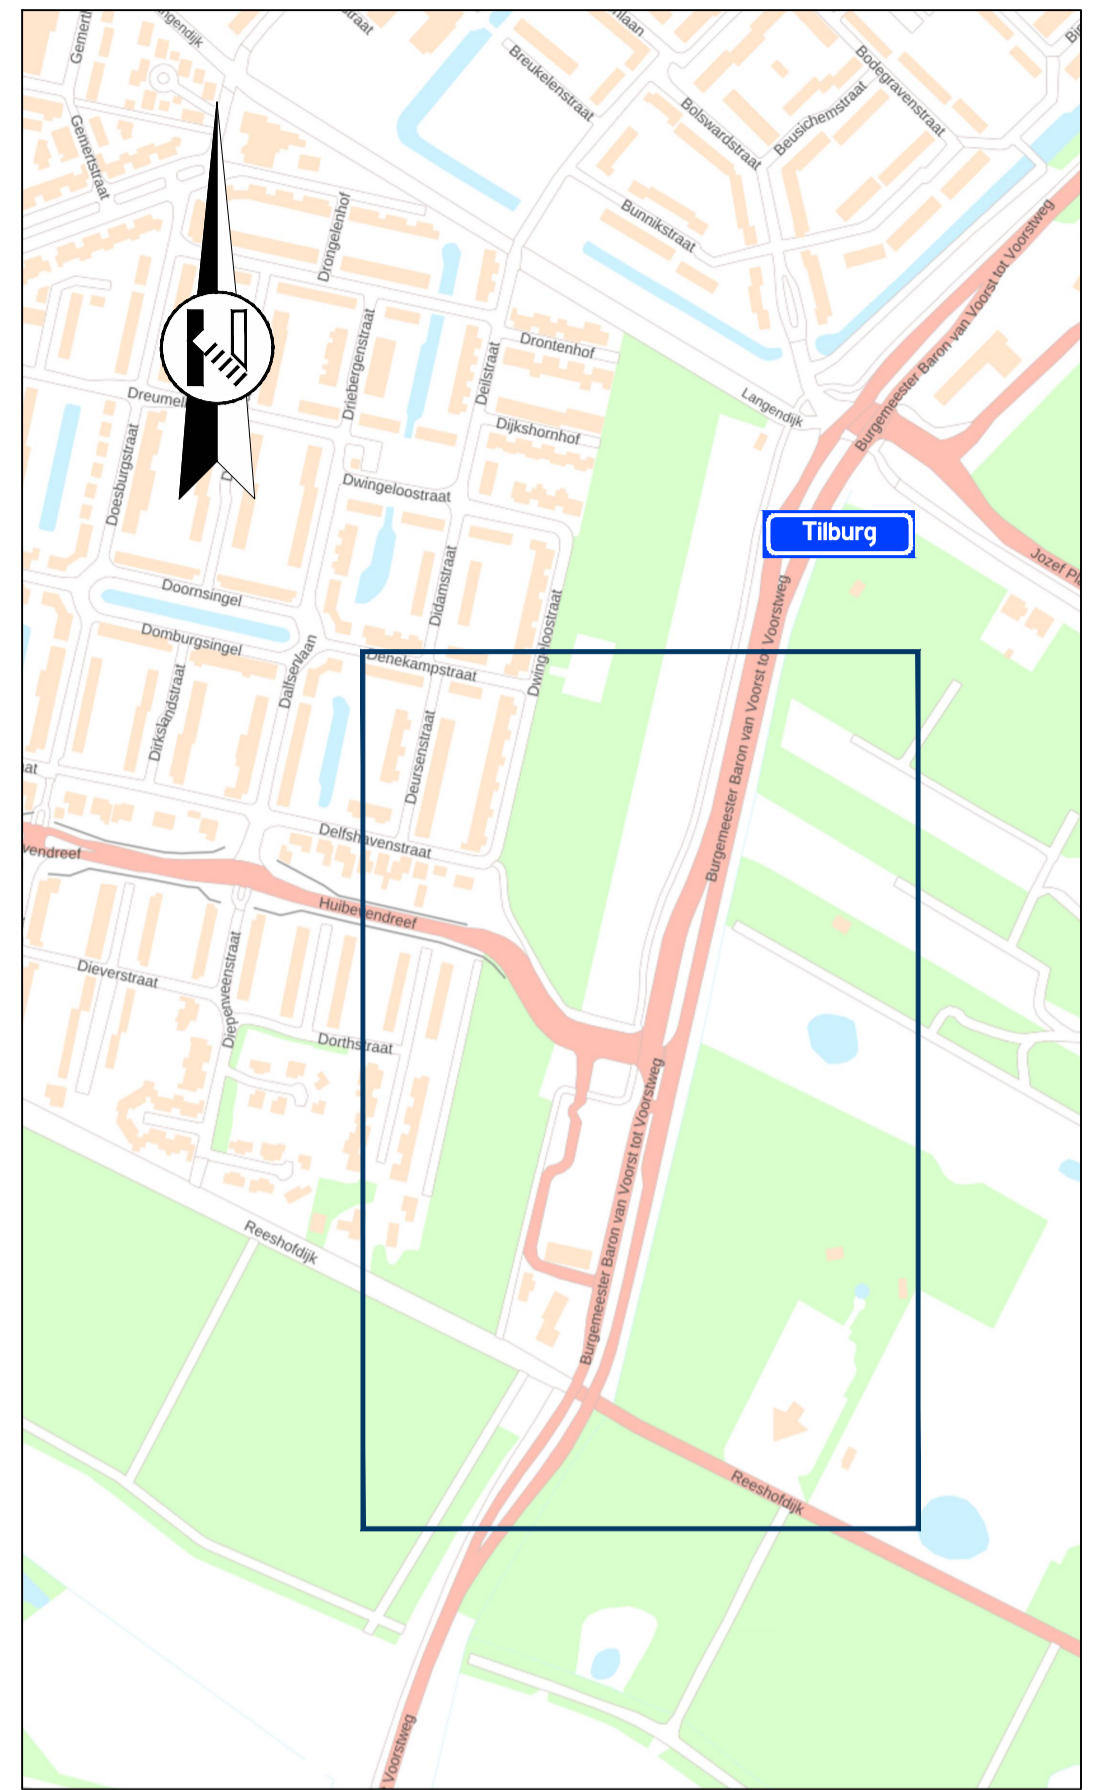 Breukelenstraat
Bodegravenstraat
Beusichemstraat
Bolswardstraat
Gemertstraat
Bunnikstraat
Drongelenhof
Burgemeester Baron van Voorst tot Voorstweg
Drontenhof
Driebergenstraat
Deilstraat
Langendijk
Dijkshornhof
Doesburgstraat
Dwingeloostraat
Tilburg
Doornsingel
Didamstraat
Domburgsingel
Dalfsenlaan
Denekampstraat
Dwingeloostraat
Burgemeester Baron van Voorst tot Voorstweg
Dirkslandstraat
Deursenstraat
Delfshavenstraat
Huibevendreef
Dieverstraat
Diepenveenstraat
Dorthstraat
Burgemeester Baron van Voorst tot Voorstweg
Reeshofdijk
Reeshofdijk
Voorstweg